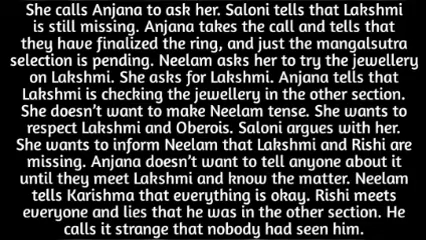 She calls Anjana to ask her. Saloni tells that Lakshmi
is still missing. Anjana takes the call and tells that
they have finalized the ring, and just the mangalsutra
selection is pending. Neelam asks her to try the jewellery
on Lakshmi. She asks for Lakshmi. Anjana tells that
Lakshmi is checking the jewellery in the other section.
She doesn't want to make Neelam tense. She wants to
respect Lakshmi and Oberois. Saloni argues with her.
She wants to inform Neelam that Lakshmi and Rishi are
missing. Anjana doesn't want to tell anyone about it
until they meet Lakshmi and know the matter. Neelam
tells Karishma that everything is okay. Rishi meets
everyone and lies that he was in the other section. He
calls it strange that nobody had seen him.